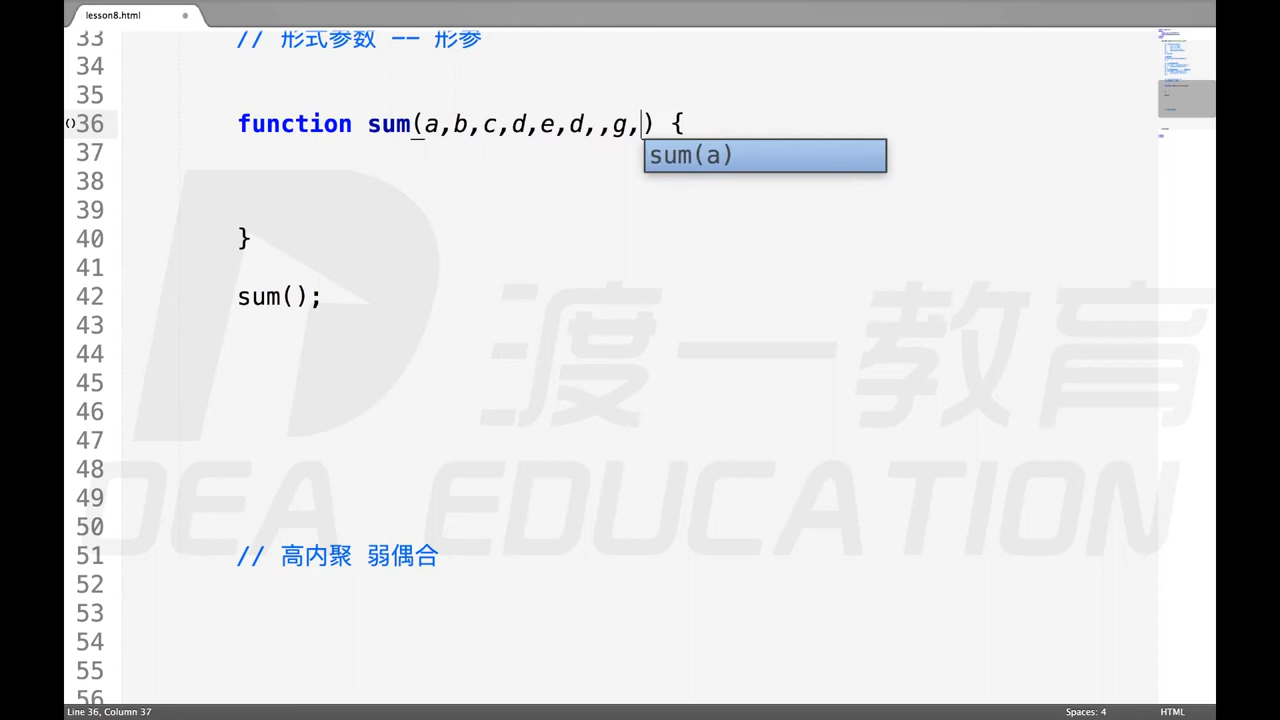 lesson8.html
33 // 形式参数 -- 形参
34
35
36 function sum(a,b,c,d,e,d,,g,) {
sum(a)
37
38
39
40 }
41
42 sum();
43
44
45
46
47
48
49
50
51 // 高内聚 弱偶合
52
53
54
55
56
渡一教育
IDEA EDUCATION
Line 36, Column 37
Spaces: 4
HTML